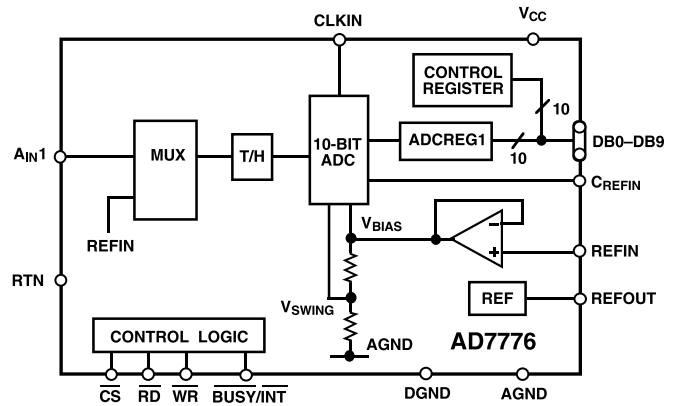 CLKIN
VCC
CONTROL
REGISTER
10
AIN1
MUX
T/H
10-BIT
ADC
ADCREG1
10
DB0–DB9
CREFIN
REFIN
VBIAS
REFIN
RTN
VSWING
REF
REFOUT
CONTROL LOGIC
AGND
AD7776
CS
RD
WR
BUSY/INT
DGND
AGND